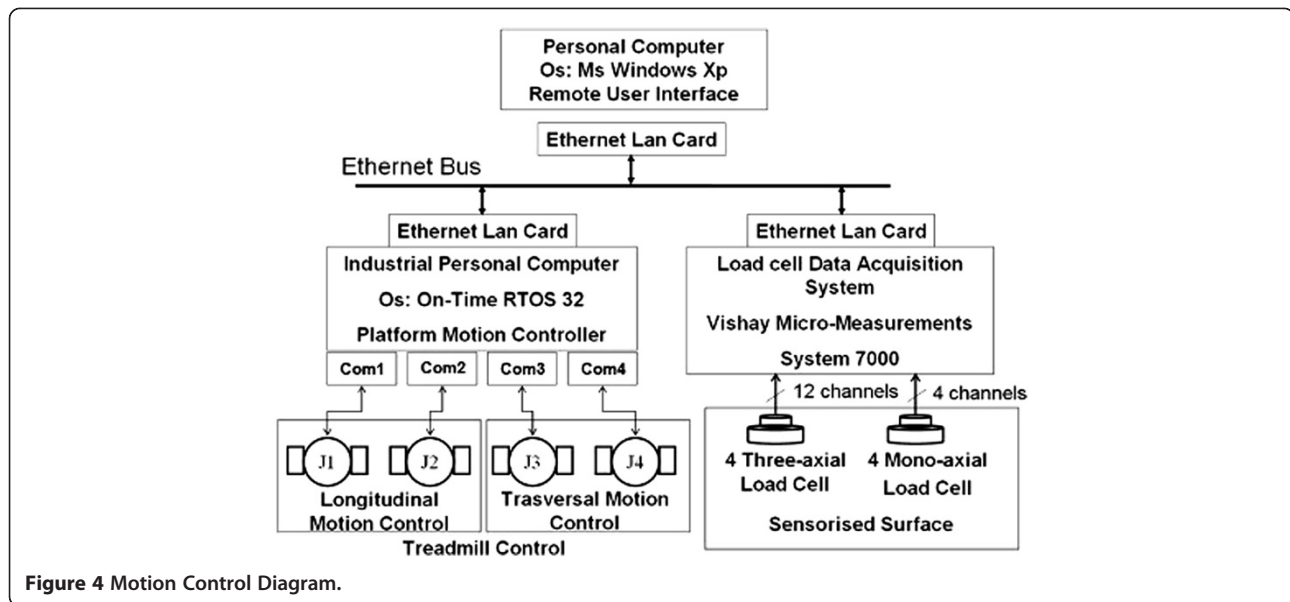 Personal Computer
Os: Ms Windows Xp
Remote User Interface
Ethernet Lan Card
Ethernet Bus
Ethernet Lan Card
Industrial Personal Computer
Os: On-Time RTOS 32
Platform Motion Controller
Com1
Com2
Com3
Com4
J1
J2
Longitudinal
Motion Control
J3
J4
Trasversal Motion
Control
Treadmill Control
Ethernet Lan Card
Load cell Data Acquisition
System
Vishay Micro-Measurements
System 7000
12 channels
4 channels
4 Three-axial
Load Cell
4 Mono-axial
Load Cell
Sensorised Surface
Figure 4 Motion Control Diagram.